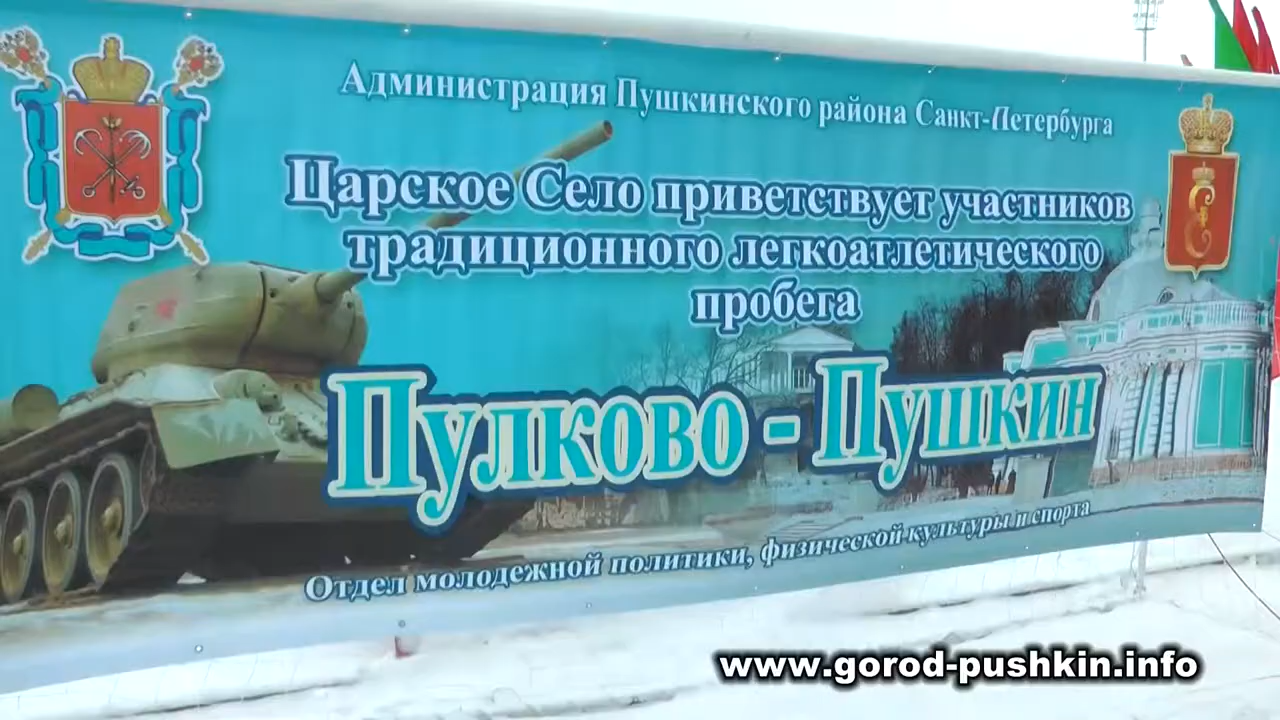 Администрация Пушкинского района Санкт-Петербурга
Царское Село приветствует участников
традиционного легкоатлетического
пробега
Пулково - Пушкин
Отдел молодежной политики, физической культуры и спорта
www.gorod-pushkin.info